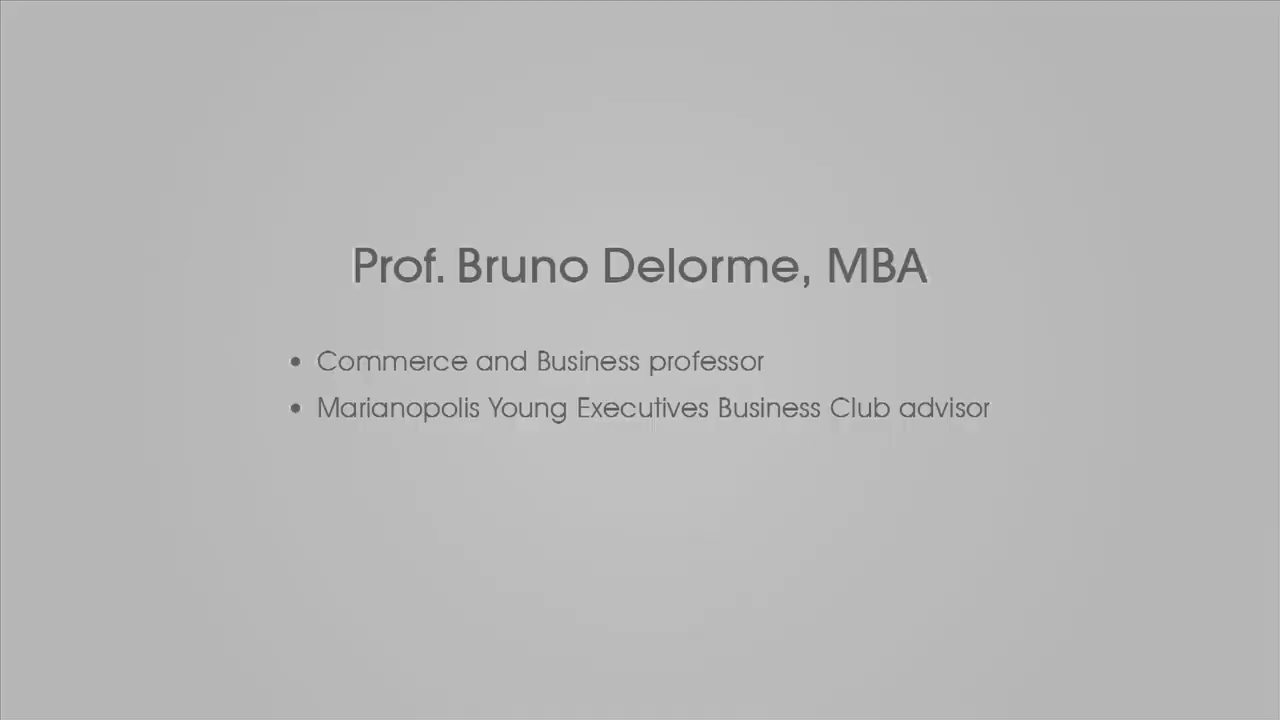 Prof. Bruno Delorme, MBA
• Commerce and Business professor
• Marianopolis Young Executives Business Club advisor